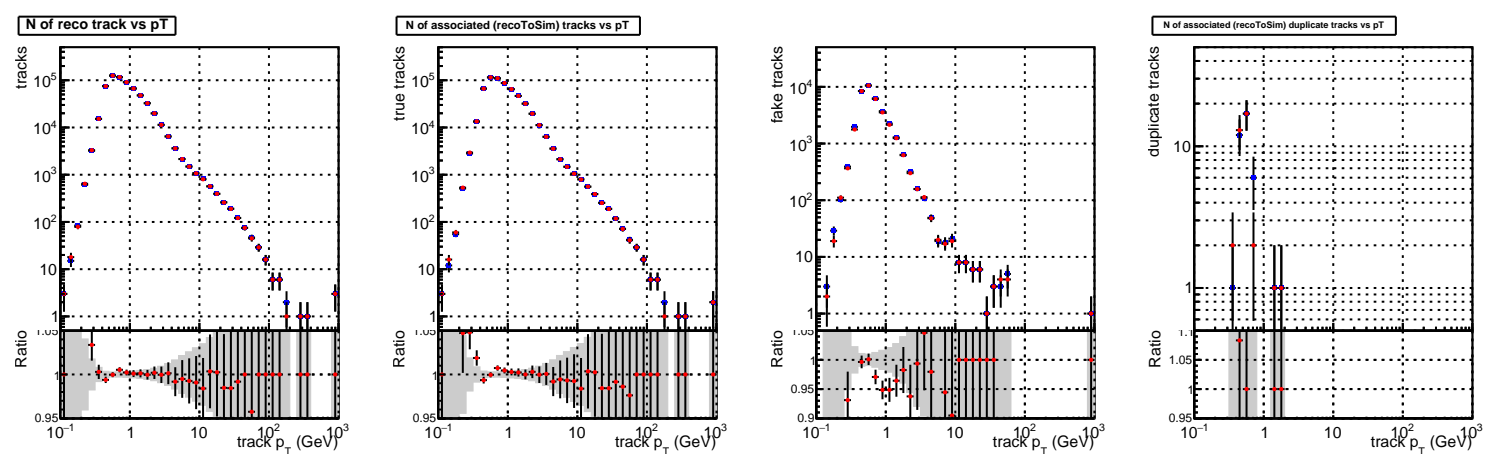 N of reco track vs pT
tracks
10^5
10^4
10^3
10^2
10
1
Ratio
1.05
1
0.95
10^-1 1 10 10^2 10^3
track p_T (GeV)
N of associated (recoToSim) tracks vs pT
true tracks
10^5
10^4
10^3
10^2
10
1
Ratio
1.05
1
0.95
10^-1 1 10 10^2 10^3
track p_T (GeV)
fake tracks
10^4
10^3
10^2
10
1
Ratio
1.05
1
0.95
0.9
10^-1 1 10 10^2 10^3
track p_T (GeV)
N of associated (recoToSim) duplicate tracks vs pT
duplicate tracks
10
1
Ratio
1.1
1.05
1
0.95
10^-1 1 10 10^2 10^3
track p_T (GeV)